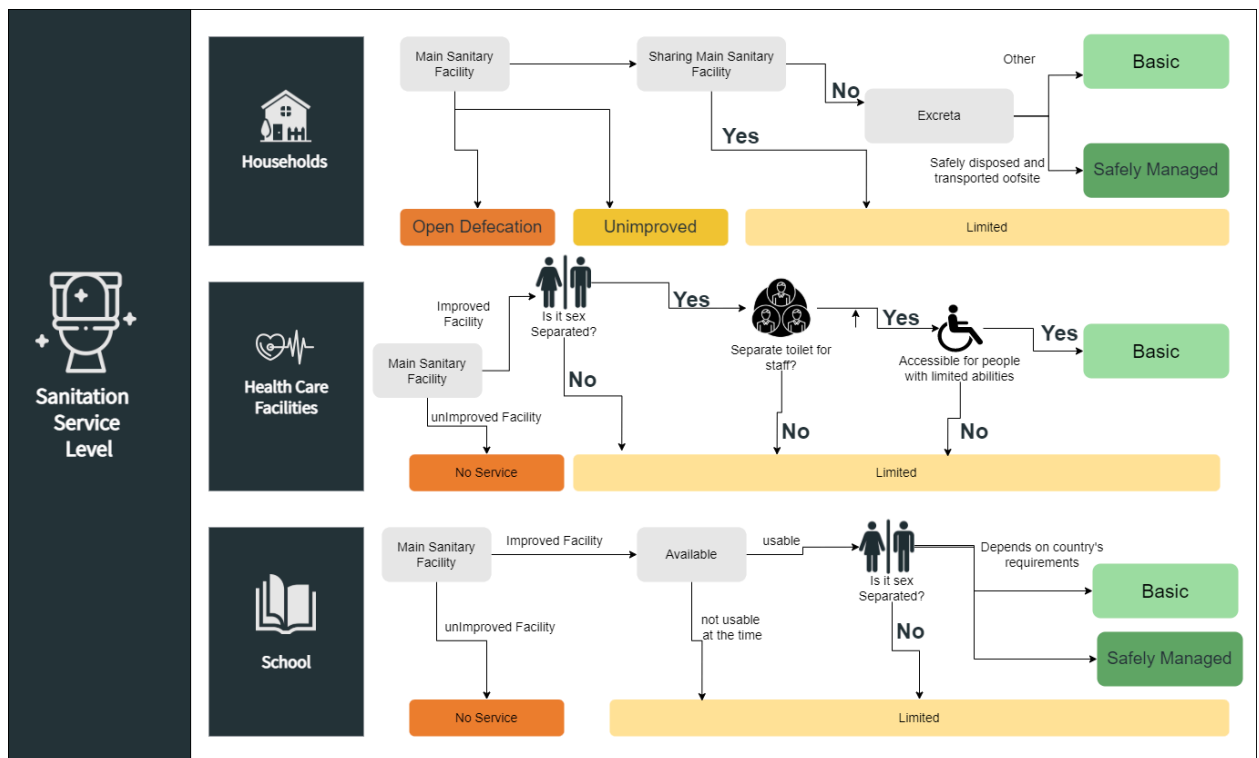 Sanitation
Service
Level
Households
Main Sanitary
Facility
Sharing Main Sanitary
Facility
No
Yes
Excreta
Other
Basic
Safely disposed and
transported oofsite
Safely Managed
Open Defecation
Unimproved
Limited
Health Care
Facilities
Main Sanitary
Facility
Improved
Facility
unImproved Facility
Is it sex
Separated?
Yes
No
Separate toilet for
staff?
Yes
No
Accessible for people
with limited abilities
Yes
No
Basic
No Service
Limited
School
Main Sanitary
Facility
Improved Facility
unImproved Facility
Available
usable
not usable
at the time
Is it sex
Separated?
No
Depends on country's
requirements
Basic
Safely Managed
No Service
Limited